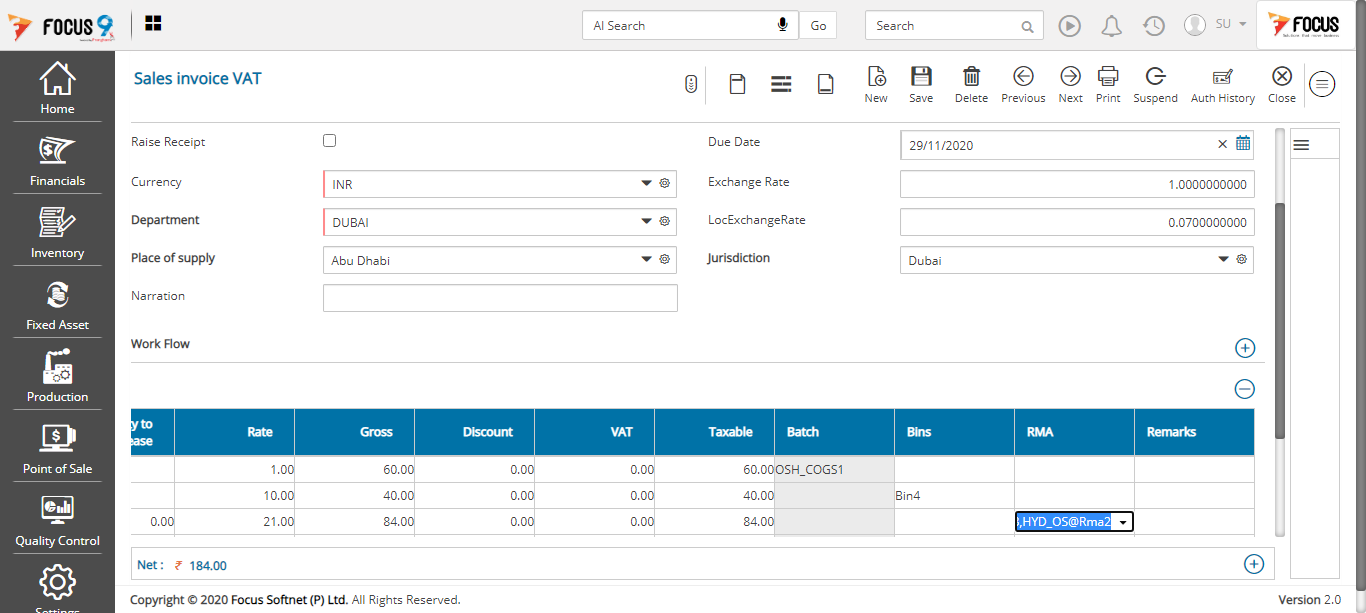 FOCUS 9 AI Search Go Search SU FOCUS
Sales invoice VAT
New Save Delete Previous Next Print Suspend Auth History Close
Home
Financials
Inventory
Fixed Asset
Production
Point of Sale
Quality Control
Settings
Raise Receipt Due Date 29/11/2020
Currency INR Exchange Rate 1.0000000000
Department DUBAI LocExchangeRate 0.0700000000
Place of supply Abu Dhabi Jurisdiction Dubai
Narration
Work Flow
y to
ase Rate Gross Discount VAT Taxable Batch Bins RMA Remarks
1.00 60.00 0.00 0.00 60.00 OSH_COGS1
10.00 40.00 0.00 0.00 40.00 Bin4
0.00 21.00 84.00 0.00 0.00 84.00 ,HYD_OS@Rma2
Net : ₹ 184.00
Copyright © 2020 Focus Softnet (P) Ltd. All Rights Reserved. Version 2.0